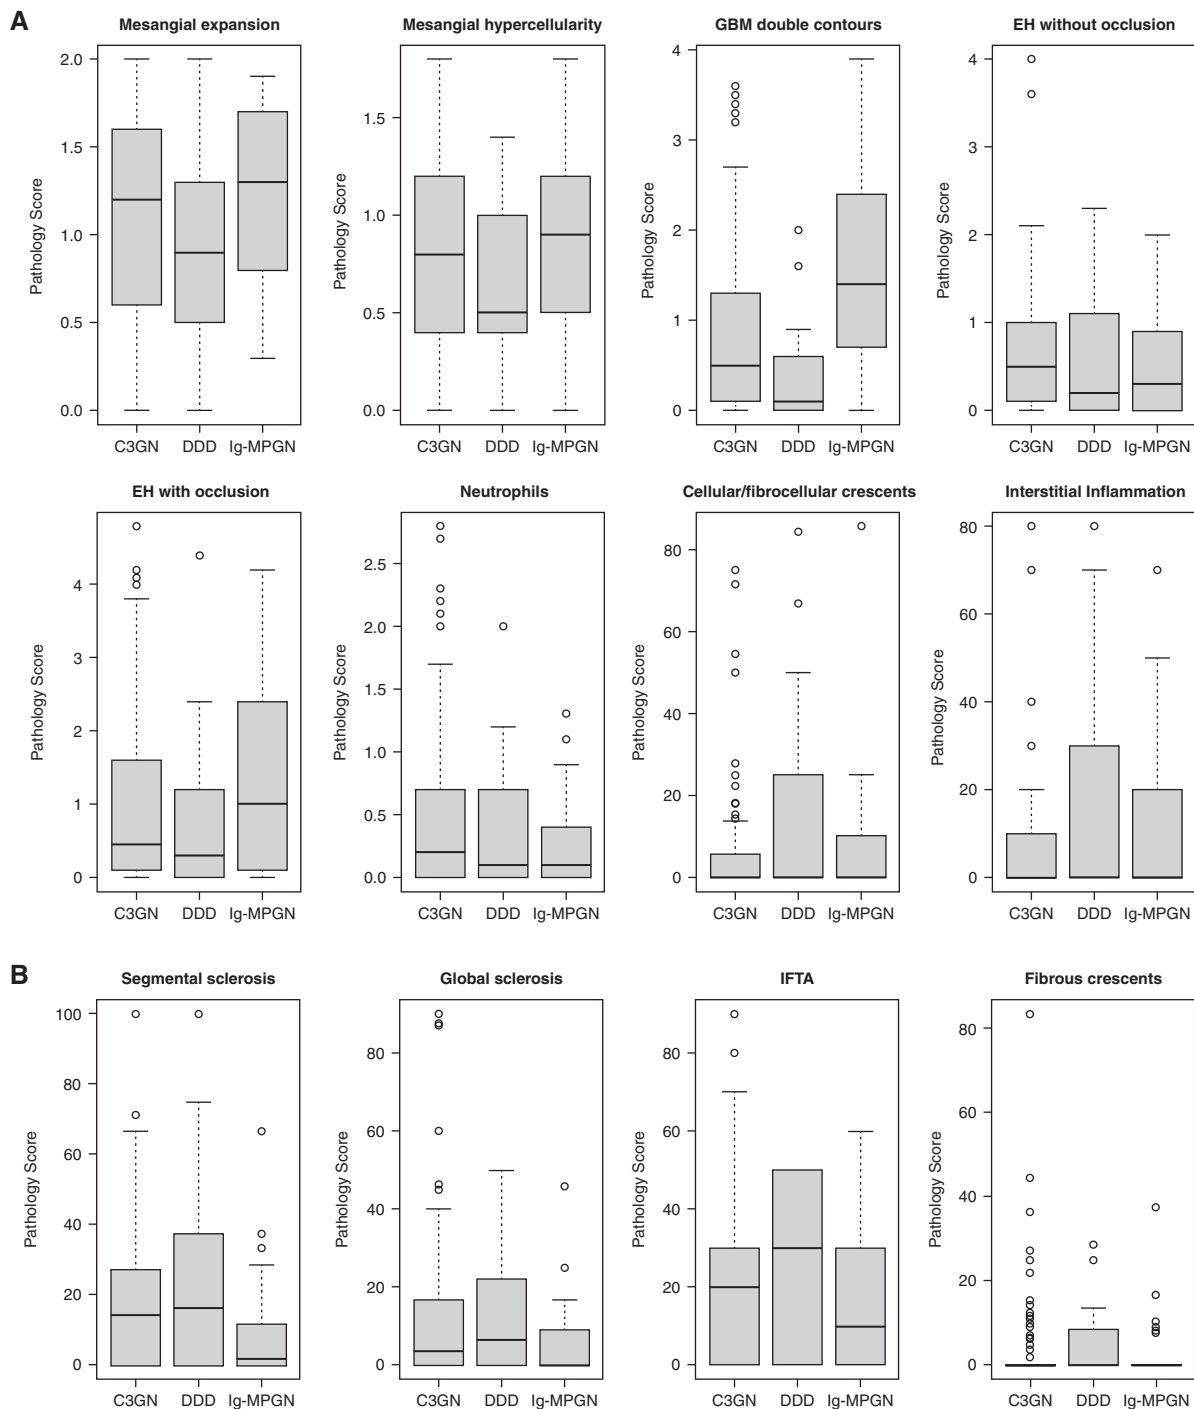 A
Mesangial expansion
Mesangial hypercellularity
GBM double contours
EH without occlusion
Pathology Score
2.0
1.5
1.0
0.5
0.0
C3GN DDD Ig-MPGN
Pathology Score
1.5
1.0
0.5
0.0
C3GN DDD Ig-MPGN
Pathology Score
4
3
2
1
0
C3GN DDD Ig-MPGN
Pathology Score
4
3
2
1
0
C3GN DDD Ig-MPGN
EH with occlusion
Neutrophils
Cellular/fibrocellular crescents
Interstitial Inflammation
Pathology Score
4
3
2
1
0
C3GN DDD Ig-MPGN
Pathology Score
2.5
2.0
1.5
1.0
0.5
0.0
C3GN DDD Ig-MPGN
Pathology Score
80
60
40
20
0
C3GN DDD Ig-MPGN
Pathology Score
80
60
40
20
0
C3GN DDD Ig-MPGN
B
Segmental sclerosis
Global sclerosis
IFTA
Fibrous crescents
Pathology Score
100
80
60
40
20
0
C3GN DDD Ig-MPGN
Pathology Score
80
60
40
20
0
C3GN DDD Ig-MPGN
Pathology Score
80
60
40
20
0
C3GN DDD Ig-MPGN
Pathology Score
80
60
40
20
0
C3GN DDD Ig-MPGN